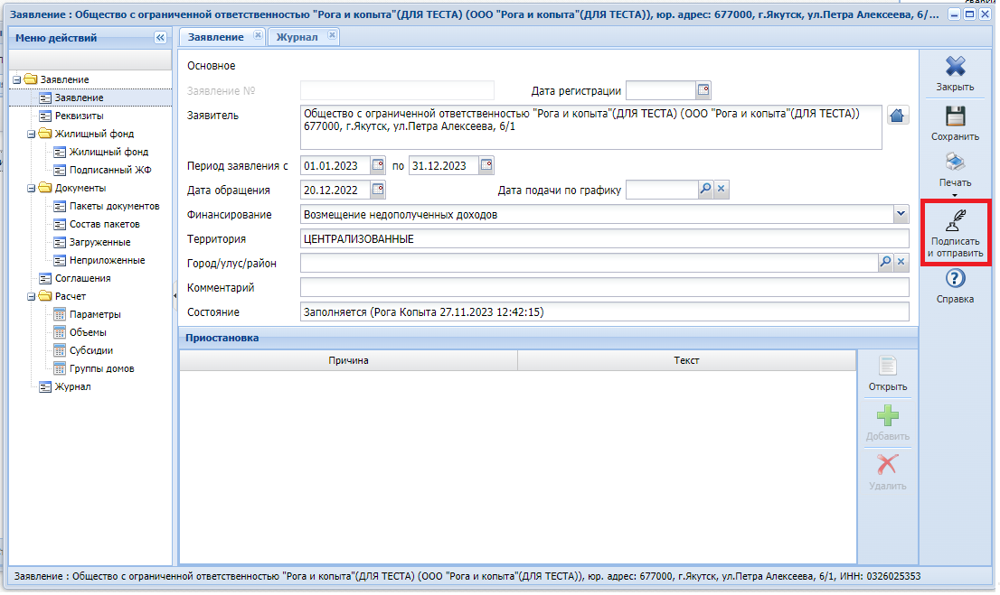 Заявление : Общество с ограниченной ответственностью "Рога и копыта"(ДЛЯ ТЕСТА) (ООО "Рога и копыта"(ДЛЯ ТЕСТА)), юр. адрес: 677000, г.Якутск, ул.Петра Алексеева, 6/...
Меню действий
Заявление
Заявление
Реквизиты
Жилищный фонд
Жилищный фонд
Подписанный ЖФ
Документы
Пакеты документов
Состав пакетов
Загруженные
Неприложенные
Соглашения
Расчет
Параметры
Объемы
Субсидии
Группы домов
Журнал
Заявление Журнал
Основное
Заявление № Дата регистрации
Заявитель Общество с ограниченной ответственностью "Рога и копыта"(ДЛЯ ТЕСТА) (ООО "Рога и копыта"(ДЛЯ ТЕСТА))
677000, г.Якутск, ул.Петра Алексеева, 6/1
Период заявления с 01.01.2023 по 31.12.2023
Дата обращения 20.12.2022 Дата подачи по графику
Финансирование Возмещение недополученных доходов
Территория ЦЕНТРАЛИЗОВАННЫЕ
Город/улус/район
Комментарий
Состояние Заполняется (Рога Копыта 27.11.2023 12:42:15)
Приостановка
Причина Текст
Открыть
Добавить
Удалить
Закрыть
Сохранить
Печать
Подписать
и отправить
Справка
Заявление : Общество с ограниченной ответственностью "Рога и копыта"(ДЛЯ ТЕСТА) (ООО "Рога и копыта"(ДЛЯ ТЕСТА)), юр. адрес: 677000, г.Якутск, ул.Петра Алексеева, 6/1, ИНН: 0326025353